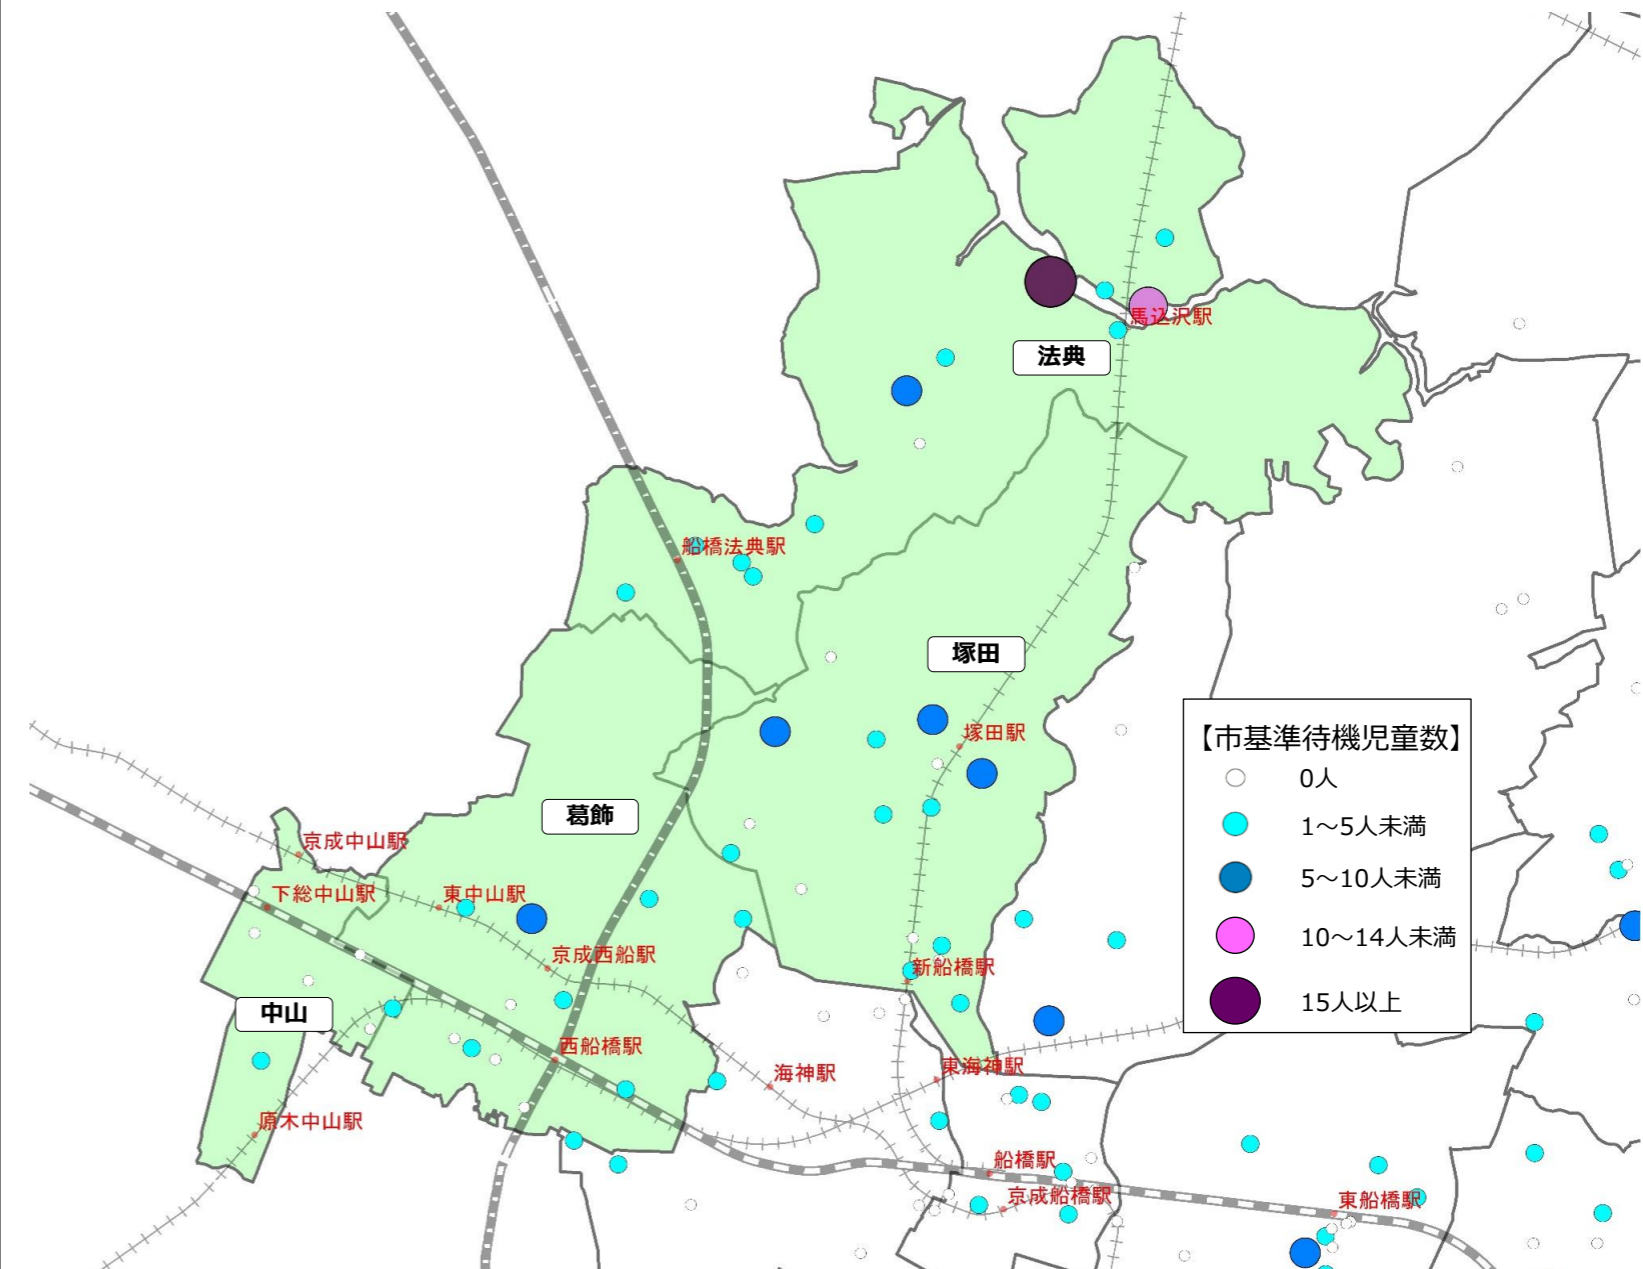 馬込沢駅
法典
船橋法典駅
塚田
塚田駅
【市基準待機児童数】
0人
1～5人未満
5～10人未満
10～14人未満
15人以上
葛飾
京成中山駅
下総中山駅
東中山駅
京成西船駅
新船橋駅
中山
西船橋駅
海神駅
東海神駅
原木中山駅
船橋駅
京成船橋駅
東船橋駅